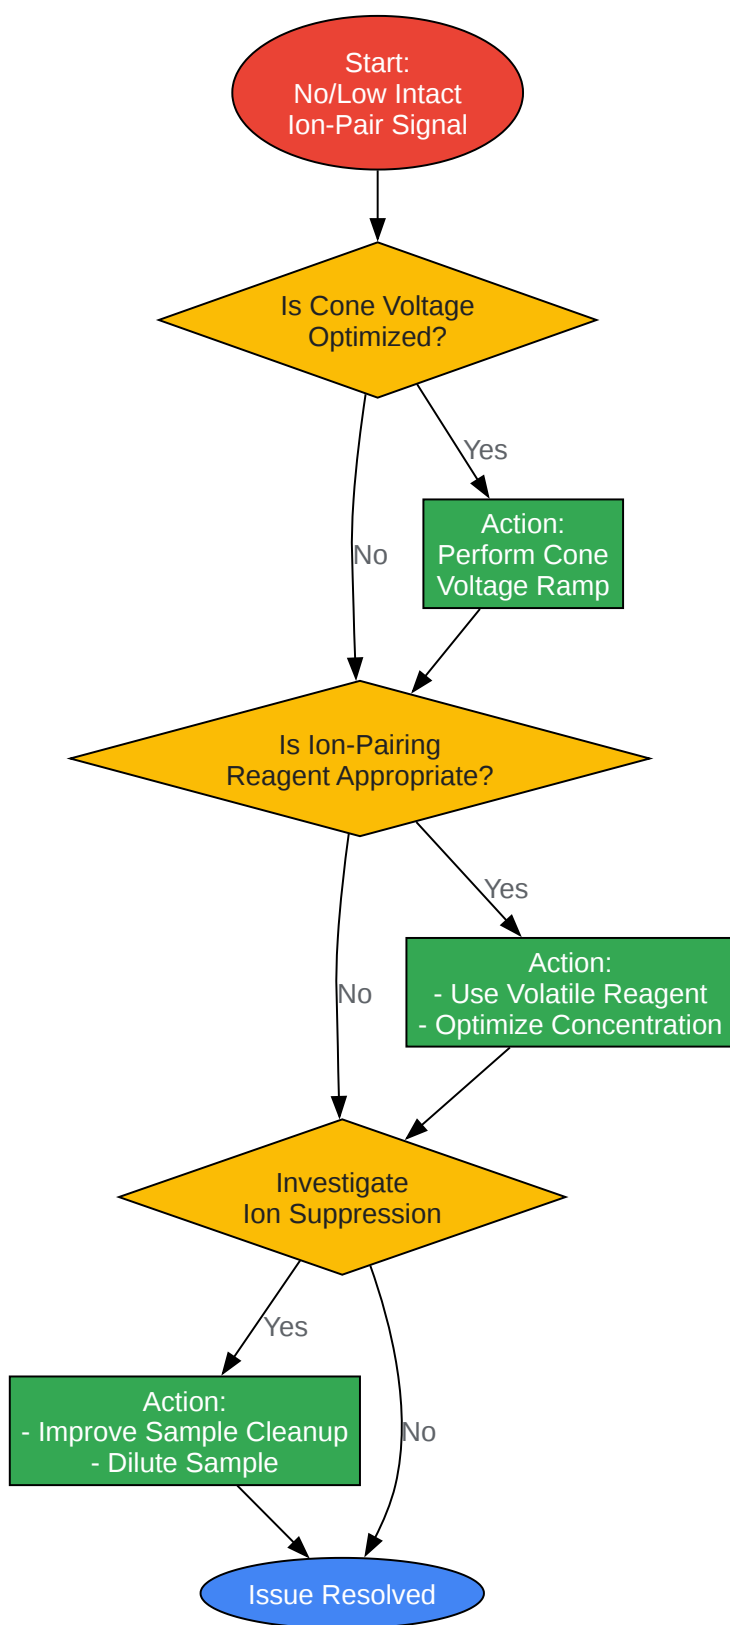 Start:
No/Low Intact
Ion-Pair Signal
Is Cone Voltage
Optimized?
Yes
Action:
Perform Cone
Voltage Ramp
No
Is Ion-Pairing
Reagent Appropriate?
Yes
Action:
- Use Volatile Reagent
- Optimize Concentration
No
Investigate
Ion Suppression
Yes
Action:
- Improve Sample Cleanup
- Dilute Sample
No
Issue Resolved